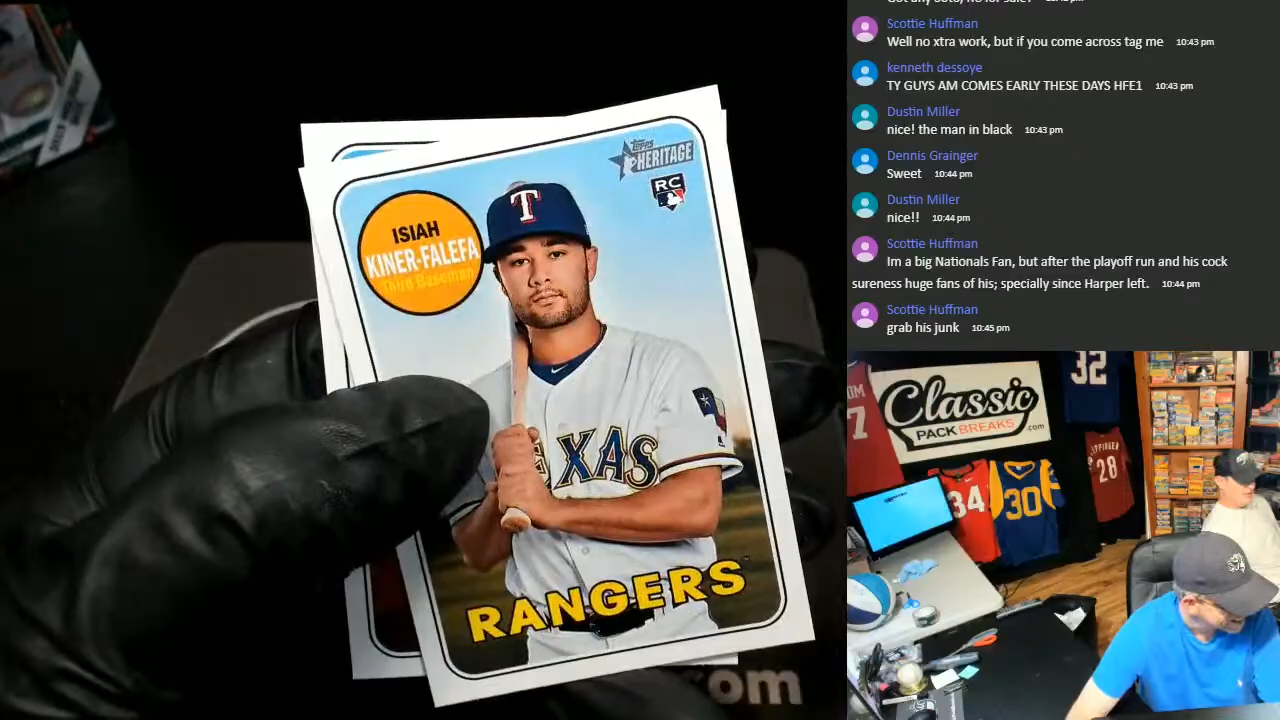 Scottie Huffman
Well no xtra work, but if you come across tag me 10:43 pm
kenneth dessoye
TY GUYS AM COMES EARLY THESE DAYS HFE1 10:43 pm
Dustin Miller
nice! the man in black 10:43 pm
Dennis Grainger
Sweet 10:44 pm
Dustin Miller
nice!! 10:44 pm
Scottie Huffman
Im a big Nationals Fan, but after the playoff run and his cock
sureness huge fans of his; specially since Harper left. 10:44 pm
Scottie Huffman
grab his junk 10:45 pm
Topps
HERITAGE
RC
T
ISIAH
KINER-FALEFA
Third Baseman
EXAS
RANGERS
om
Classic
PACK BREAKS.com
32
7
34
30
28